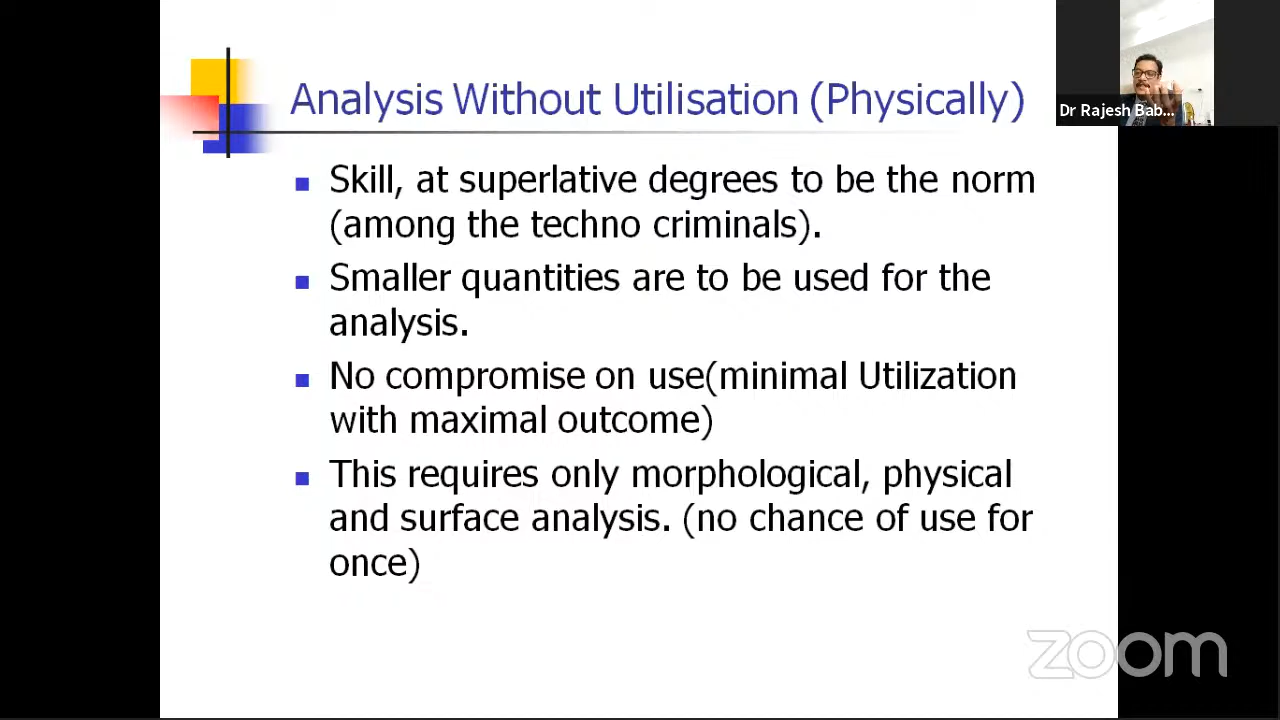 Analysis Without Utilisation (Physically)
Dr Rajesh Bab...
Skill, at superlative degrees to be the norm
(among the techno criminals).
Smaller quantities are to be used for the
analysis.
No compromise on use(minimal Utilization
with maximal outcome)
This requires only morphological, physical
and surface analysis. (no chance of use for
once)
zoom